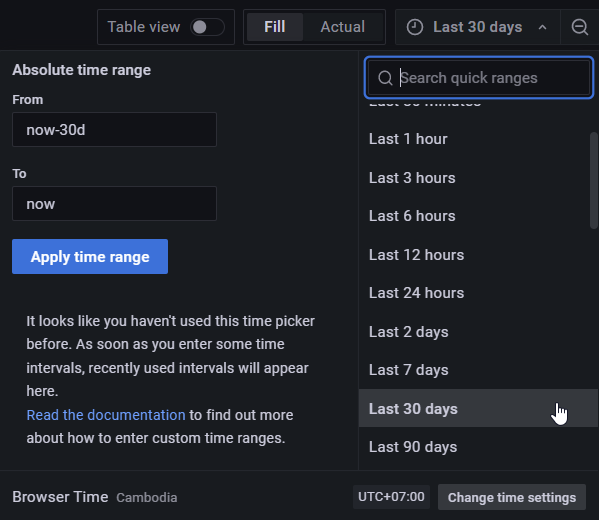 Table view
Fill
Actual
Last 30 days
Absolute time range
From
now-30d
To
now
Apply time range
It looks like you haven't used this time picker
before. As soon as you enter some time
intervals, recently used intervals will appear
here.
Read the documentation to find out more
about how to enter custom time ranges.
Search quick ranges
Last 30 minutes
Last 1 hour
Last 3 hours
Last 6 hours
Last 12 hours
Last 24 hours
Last 2 days
Last 7 days
Last 30 days
Last 90 days
Browser Time Cambodia
UTC+07:00
Change time settings